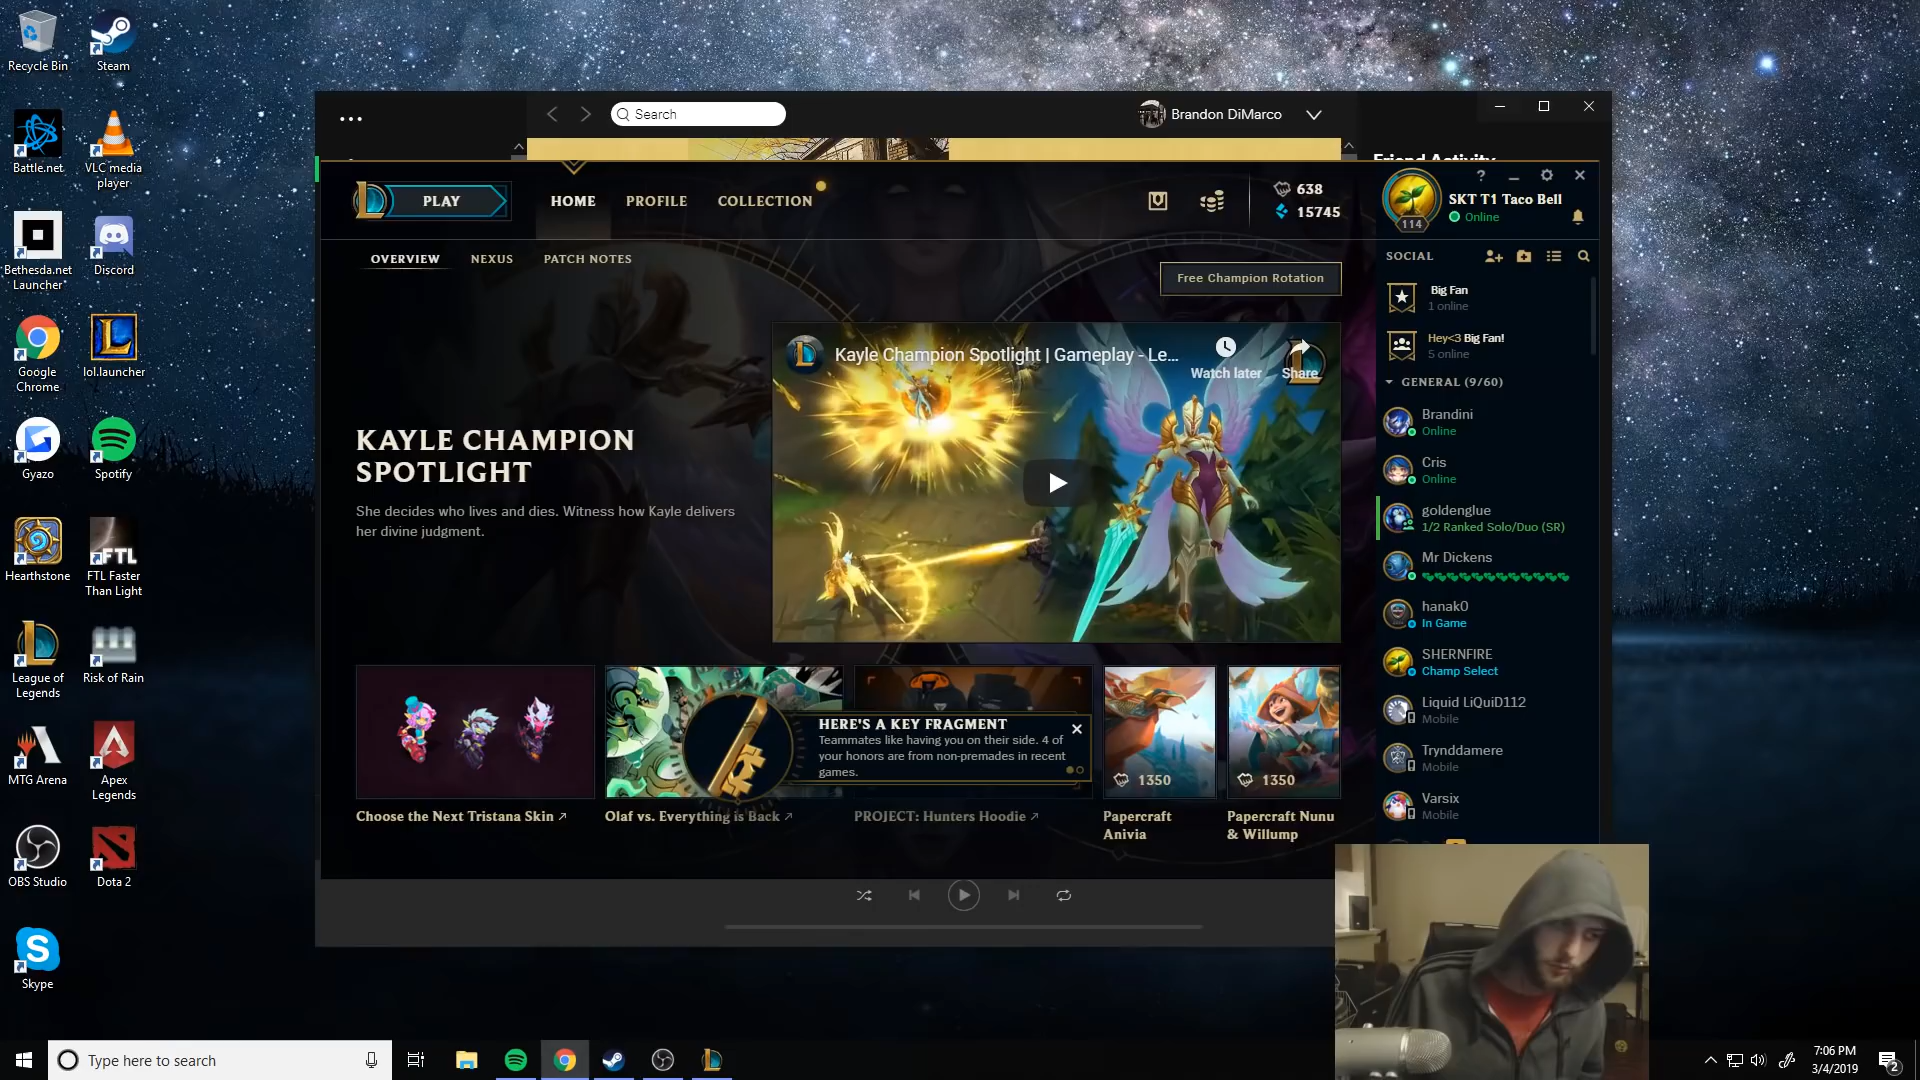 Recycle Bin
Steam
Battle.net
VLC media
player
Bethesda.net
Launcher
Discord
Google
Chrome
lol.launcher
Gyazo
Spotify
Hearthstone
FTL
FTL Faster
Than Light
League of
Legends
Risk of Rain
MTG Arena
Apex
Legends
OBS Studio
Dota 2
Skype
Search
Brandon DiMarco
Friend Activity
PLAY
HOME
PROFILE
COLLECTION
638
15745
114
SKT T1 Taco Bell
Online
OVERVIEW
NEXUS
PATCH NOTES
Free Champion Rotation
SOCIAL
Big Fan
1 online
Hey<3 Big Fan!
5 online
GENERAL (9/60)
Brandini
Online
Cris
Online
goldenglue
1/2 Ranked Solo/Duo (SR)
Mr Dickens
hanak0
In Game
SHERNFIRE
Champ Select
Liquid LiQuiD112
Mobile
Tryndamere
Mobile
Varsix
Mobile
KAYLE CHAMPION
SPOTLIGHT
She decides who lives and dies. Witness how Kayle delivers
her divine judgment.
Kayle Champion Spotlight | Gameplay - Le...
Watch later
Share
HERE'S A KEY FRAGMENT
Teammates like having you on their side. 4 of
your honors are from non-premades in recent
games.
1350
1350
Choose the Next Tristana Skin
Olaf vs. Everything is Back
PROJECT: Hunters Hoodie
Papercraft
Anivia
Papercraft Nunu
& Willump
Type here to search
7:06 PM
3/4/2019
2